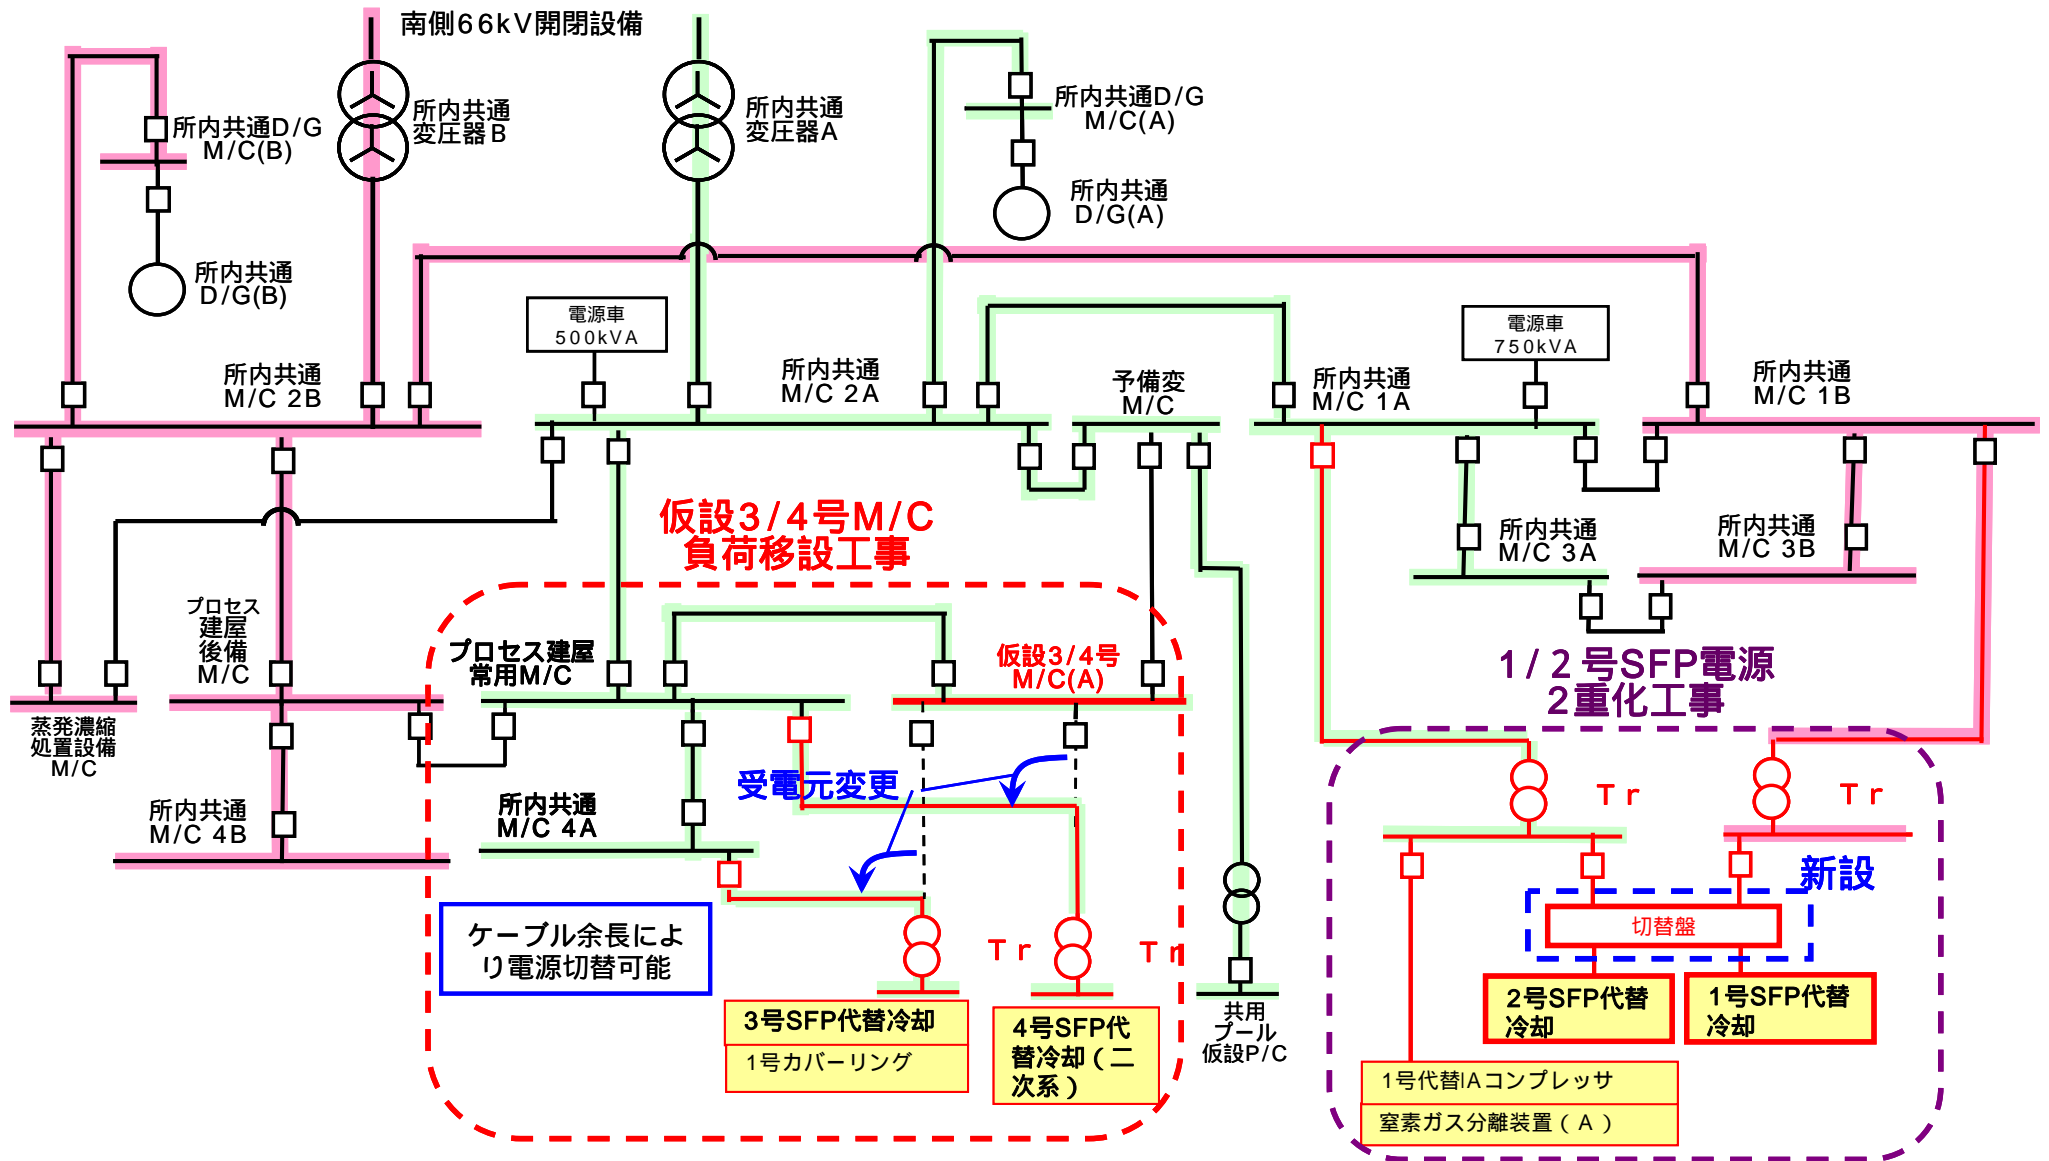 南側66kV開閉設備
所内共通
変圧器B
所内共通
変圧器A
所内共通D/G
M/C(B)
所内共通D/G
M/C(A)
所内共通
D/G(A)
所内共通
D/G(B)
電源車
500kVA
電源車
750kVA
所内共通
M/C 2B
所内共通
M/C 2A
予備変
M/C
所内共通
M/C 1A
所内共通
M/C 1B
仮設3/4号M/C
負荷移設工事
所内共通
M/C 3A
所内共通
M/C 3B
プロセス
建屋
後備
M/C
プロセス建屋
常用M/C
仮設3/4号
M/C(A)
1/2号SFP電源
2重化工事
蒸発濃縮
処置設備
M/C
受電元変更
所内共通
M/C 4B
所内共通
M/C 4A
Tr
Tr
新設
切替盤
ケーブル余長によ
り電源切替可能
Tr
Tr
2号SFP代替
冷却
1号SFP代替
冷却
3号SFP代替冷却
1号カバーリング
4号SFP代
替冷却(二
次系)
共用
プール
仮設P/C
1号代替IAコンプレッサ
窒素ガス分離装置(A)